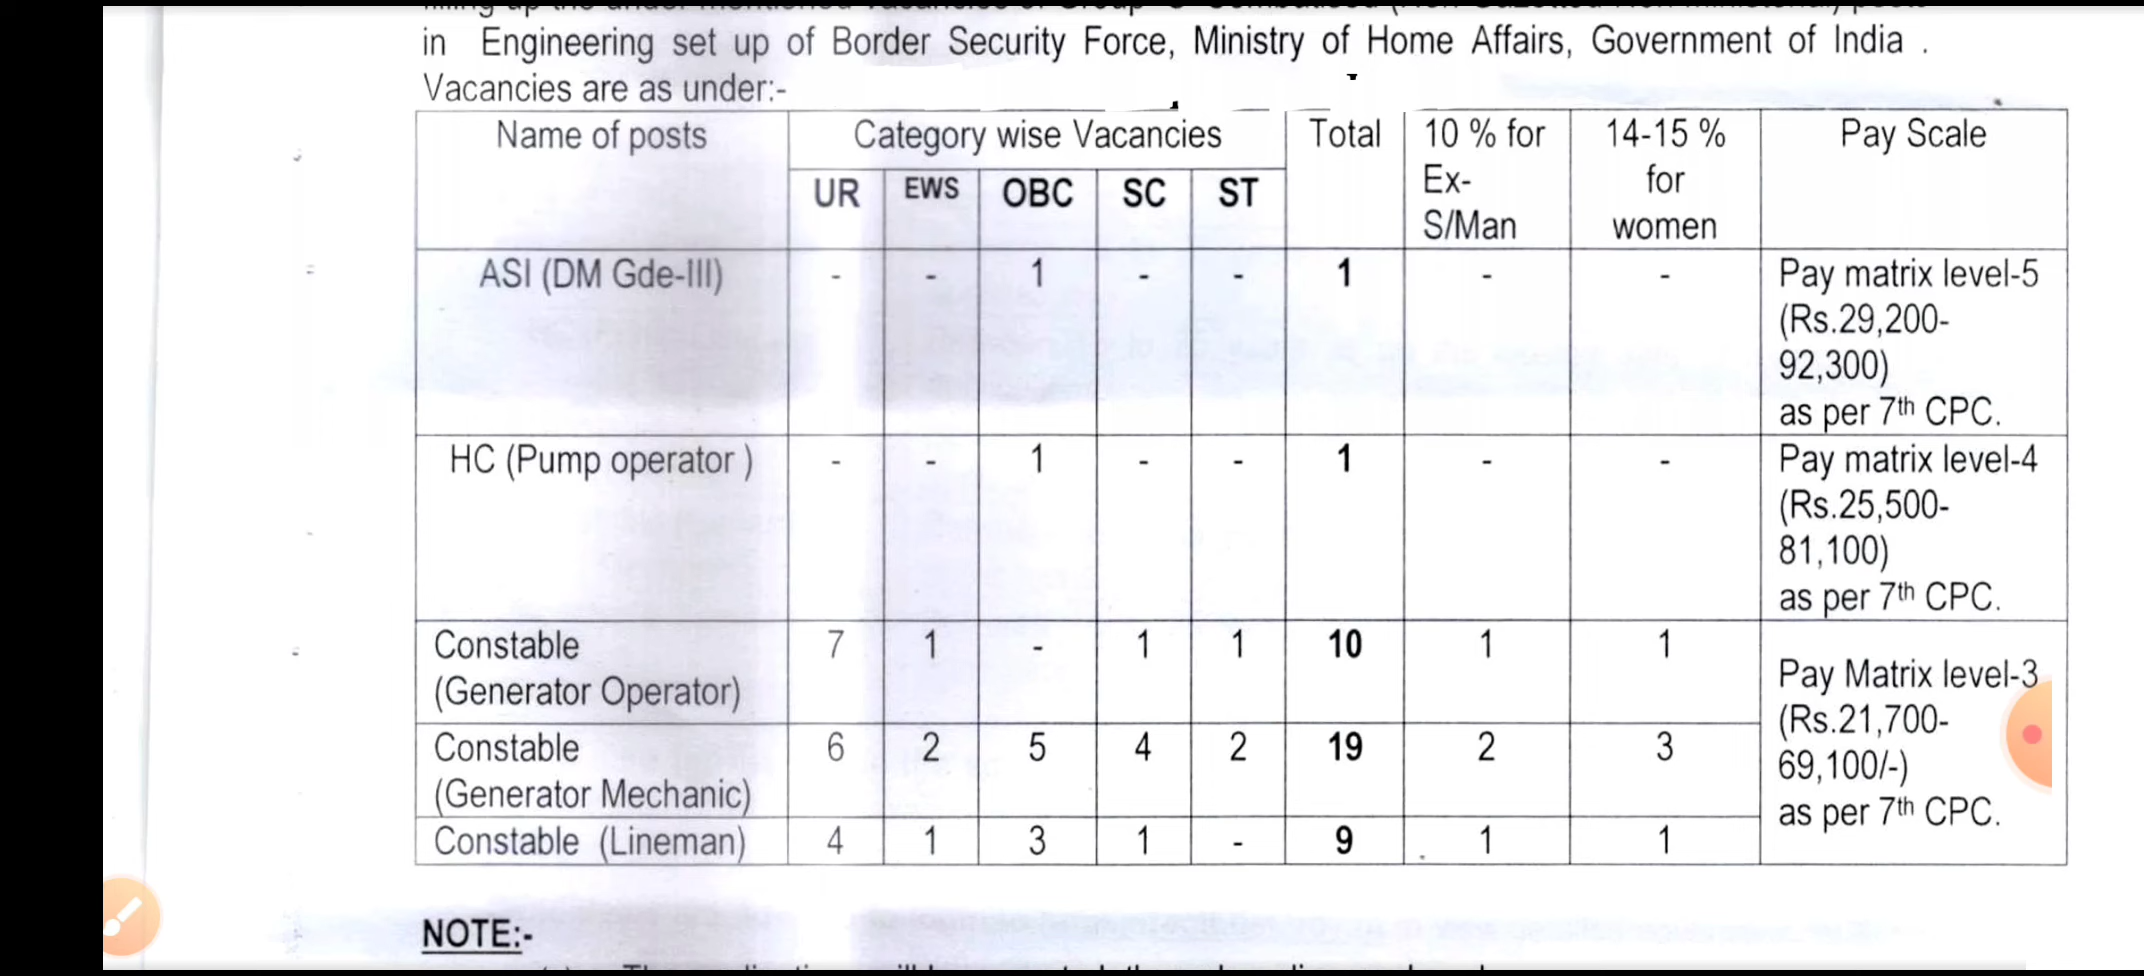 in Engineering set up of Border Security Force, Ministry of Home Affairs, Government of India .
Vacancies are as under:-
Name of posts Category wise Vacancies Total 10 % for Ex- S/Man 14-15 % for women Pay Scale
UR EWS OBC SC ST
ASI (DM Gde-III) - - 1 - - 1 - - Pay matrix level-5
(Rs.29,200-
92,300)
as per 7th CPC.
HC (Pump operator ) - - 1 - - 1 - - Pay matrix level-4
(Rs.25,500-
81,100)
as per 7th CPC.
Constable 7 1 - 1 1 10 1 1
(Generator Operator)
Constable 6 2 5 4 2 19 2 3
(Generator Mechanic)
Constable (Lineman) 4 1 3 1 - 9 1 1
Pay Matrix level-3
(Rs.21,700-
69,100/-)
as per 7th CPC.
NOTE:-